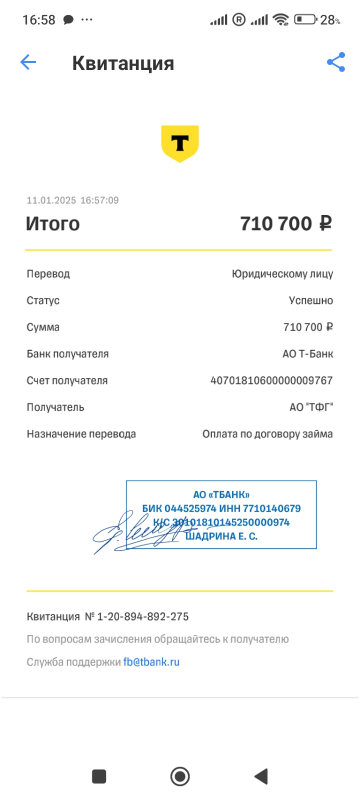 16:58
28%
Квитанция
T
11.01.2025 16:57:09
Итого 710 700 ₽
Перевод Юридическому лицу
Статус Успешно
Сумма 710 700 ₽
Банк получателя АО Т-Банк
Счет получателя 40701810600000009767
Получатель АО "ТФГ"
Назначение перевода Оплата по договору займа
АО «ТБАНК»
БИК 044525974 ИНН 7710140679
К/С 30101810145250000974
ШАДРИНА Е. С.
Квитанция № 1-20-894-892-275
По вопросам зачисления обращайтесь к получателю
Служба поддержки fb@tbank.ru